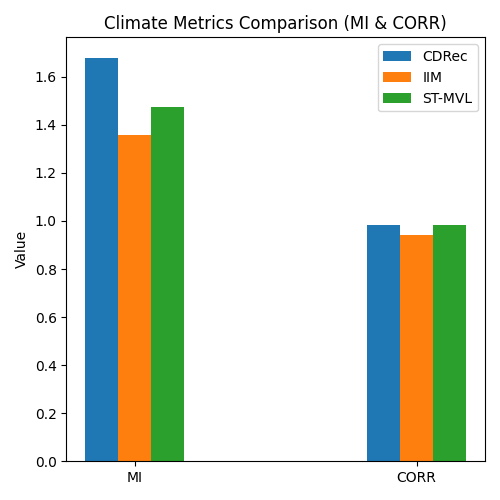 Climate Metrics Comparison (MI & CORR)
CDRec
IIM
ST-MVL
Value
1.6
1.4
1.2
1.0
0.8
0.6
0.4
0.2
0.0
MI
CORR